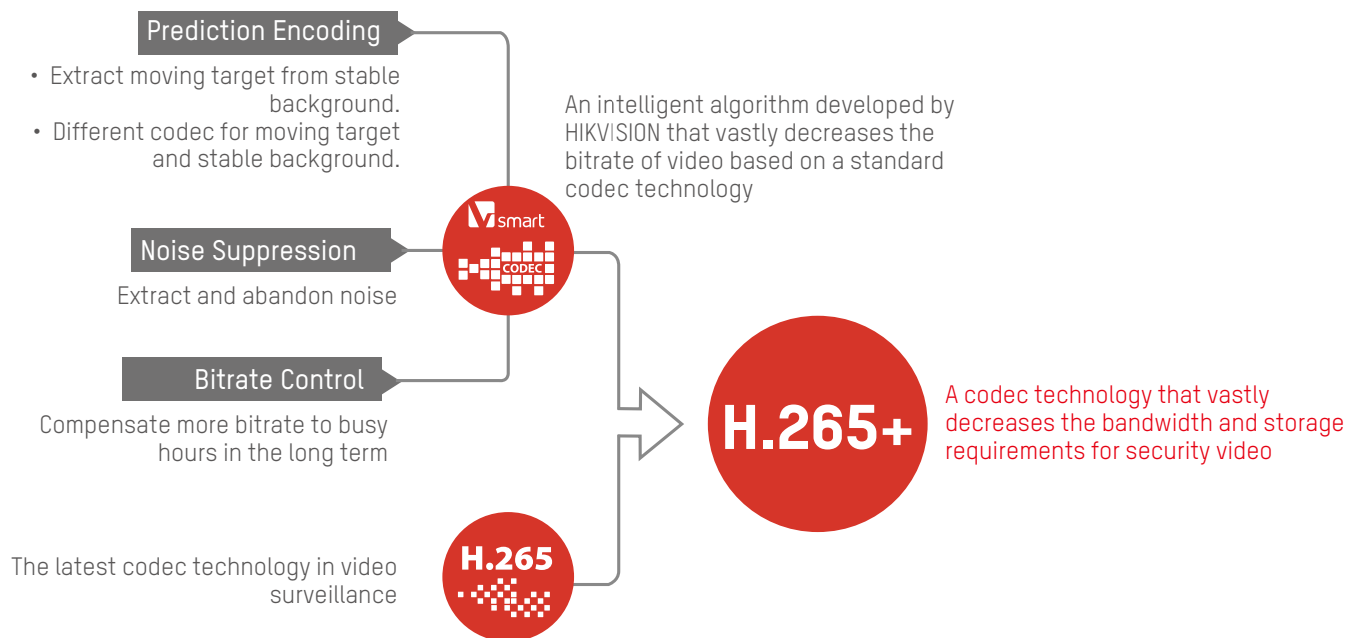 Prediction Encoding
• Extract moving target from stable
background.
• Different codec for moving target
and stable background.
An intelligent algorithm developed by
HIKVISION that vastly decreases the
bitrate of video based on a standard
codec technology
smart
CODEC
Noise Suppression
Extract and abandon noise
Bitrate Control
Compensate more bitrate to busy
hours in the long term
H.265+
A codec technology that vastly
decreases the bandwidth and storage
requirements for security video
H.265
The latest codec technology in video
surveillance